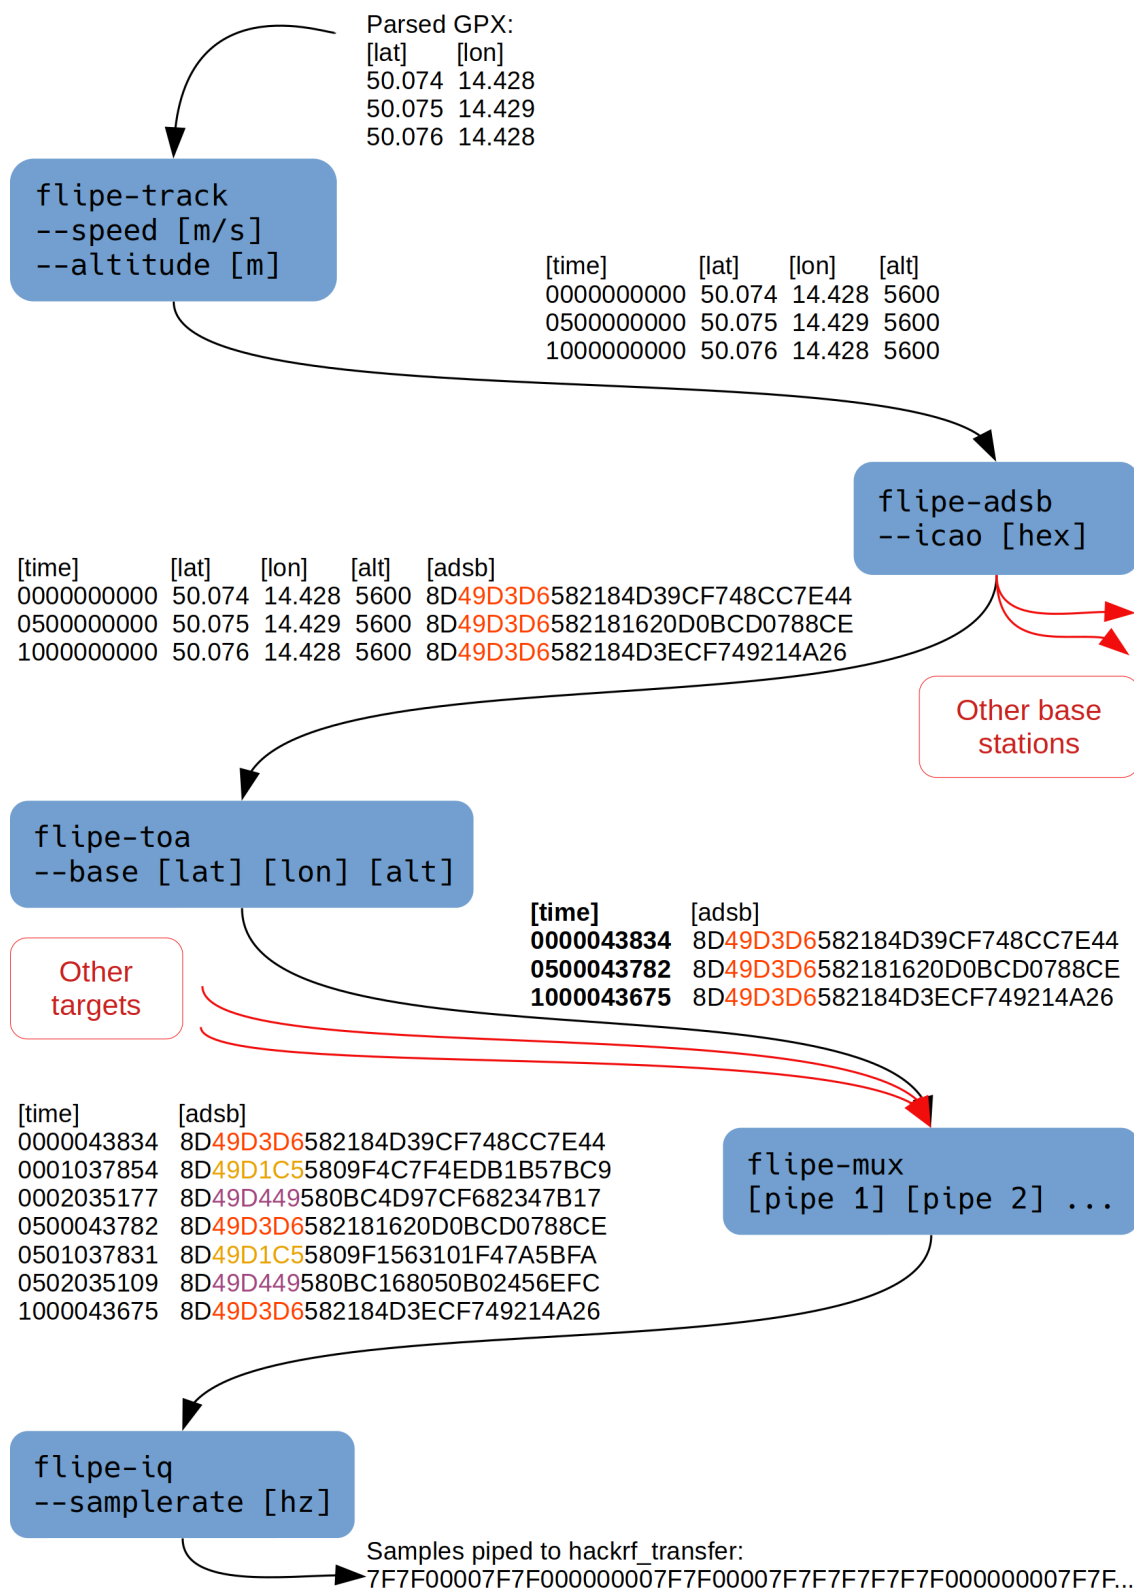 Parsed GPX:
[lat] [lon]
50.074 14.428
50.075 14.429
50.076 14.428
flipe-track
--speed [m/s]
--altitude [m]
[time] [lat] [lon] [alt]
0000000000 50.074 14.428 5600
0500000000 50.075 14.429 5600
1000000000 50.076 14.428 5600
flipe-adsb
--icao [hex]
[time] [lat] [lon] [alt] [adsb]
0000000000 50.074 14.428 5600 8D49D3D6582184D39CF748CC7E44
0500000000 50.075 14.429 5600 8D49D3D6582181620D0BCD0788CE
1000000000 50.076 14.428 5600 8D49D3D6582184D3ECF749214A26
Other base
stations
flipe-toa
--base [lat] [lon] [alt]
[time] [adsb]
0000043834 8D49D3D6582184D39CF748CC7E44
0500043782 8D49D3D6582181620D0BCD0788CE
1000043675 8D49D3D6582184D3ECF749214A26
Other
targets
[time] [adsb]
0000043834 8D49D3D6582184D39CF748CC7E44
0001037854 8D49D1C55809F4C7F4EDB1B57BC9
0002035177 8D49D449580BC4D97CF682347B17
0500043782 8D49D3D6582181620D0BCD0788CE
0501037831 8D49D1C55809F1563101F47A5BFA
0502035109 8D49D449580BC168050B02456EFC
1000043675 8D49D3D6582184D3ECF749214A26
flipe-mux
[pipe 1] [pipe 2] ...
flipe-iq
--samplerate [hz]
Samples piped to hackrf_transfer:
7F7F00007F7F000000007F7F00007F7F7F7F7F7F000000007F7F...